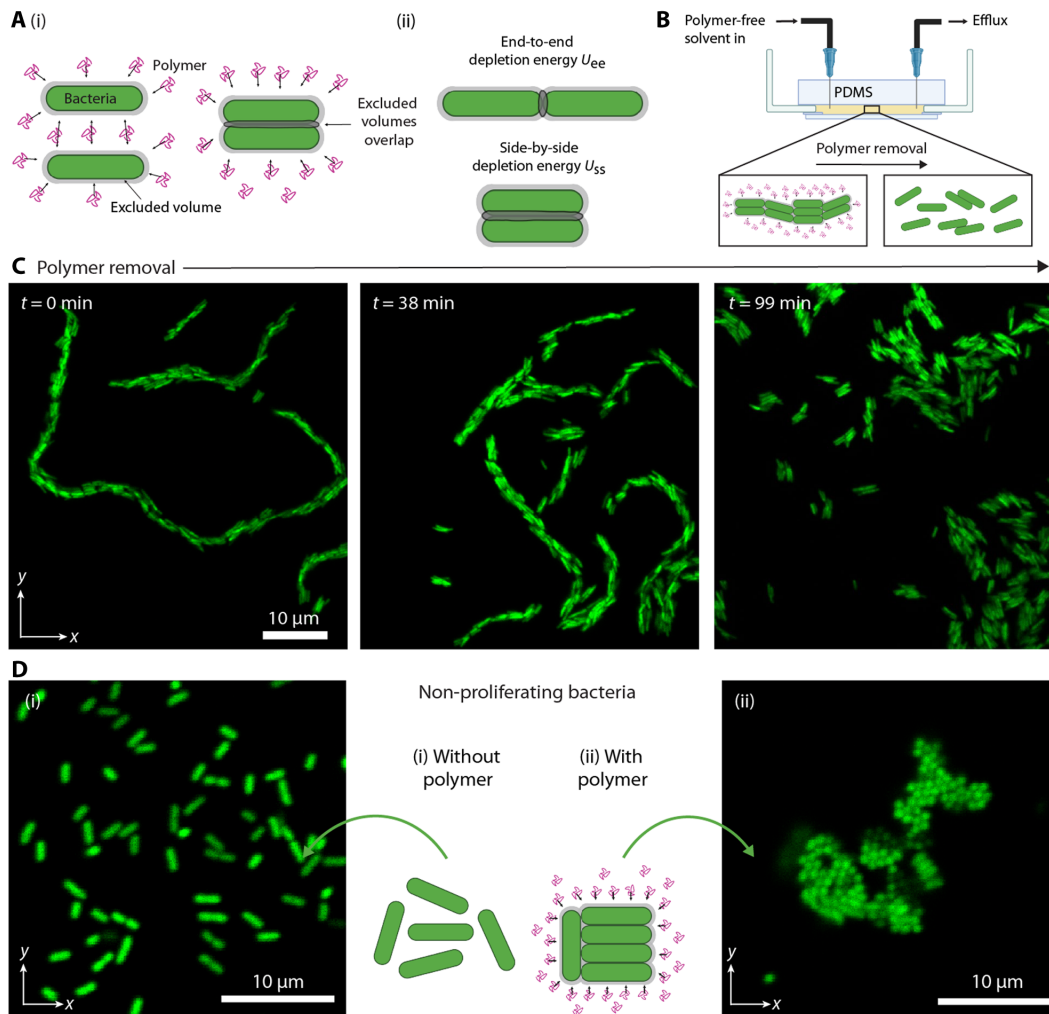 A (i)
Polymer
Bacteria
Excluded volume
Excluded
volumes
overlap
(ii)
End-to-end
depletion energy Uee
Side-by-side
depletion energy Uss
B
Polymer-free
solvent in
Efflux
PDMS
Polymer removal
C Polymer removal
t = 0 min
y
x
10 μm
t = 38 min
t = 99 min
D
(i)
y
x
10 μm
Non-proliferating bacteria
(i) Without
polymer
(ii) With
polymer
(ii)
y
x
10 μm